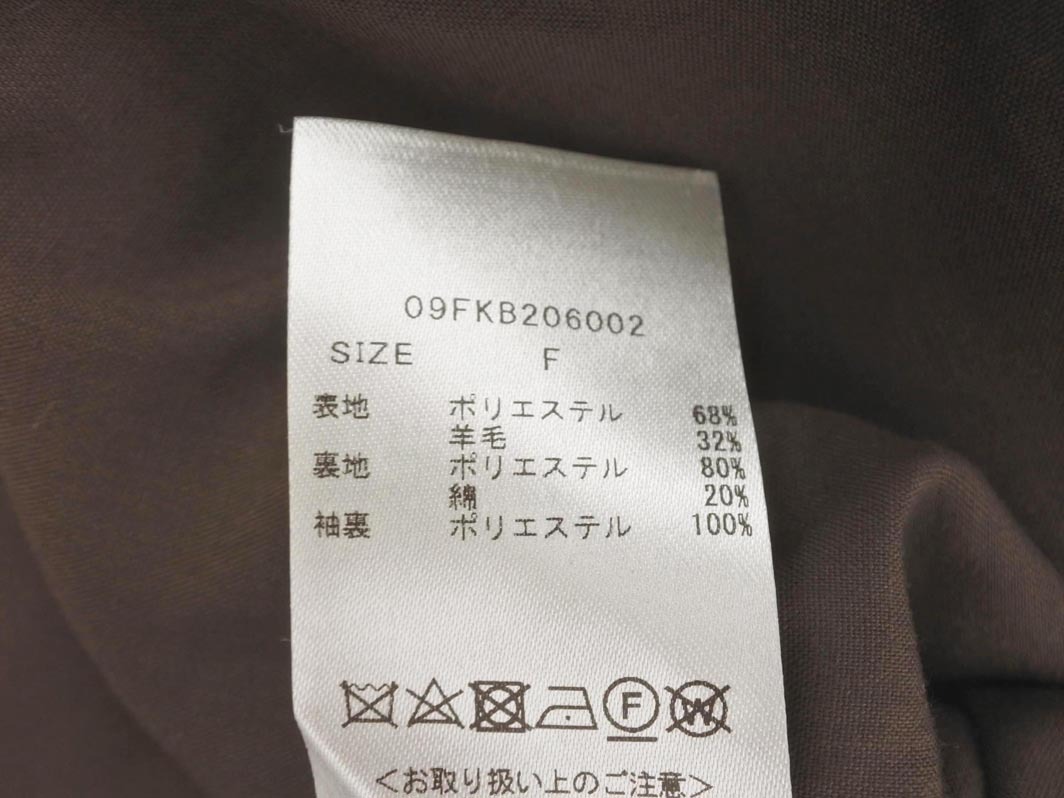 09FKB206002
SIZE F
表地 ポリエステル 68%
羊毛 32%
裏地 ポリエステル 80%
綿 20%
袖裏 ポリエステル 100%
F W
<お取り扱い上のご注意>